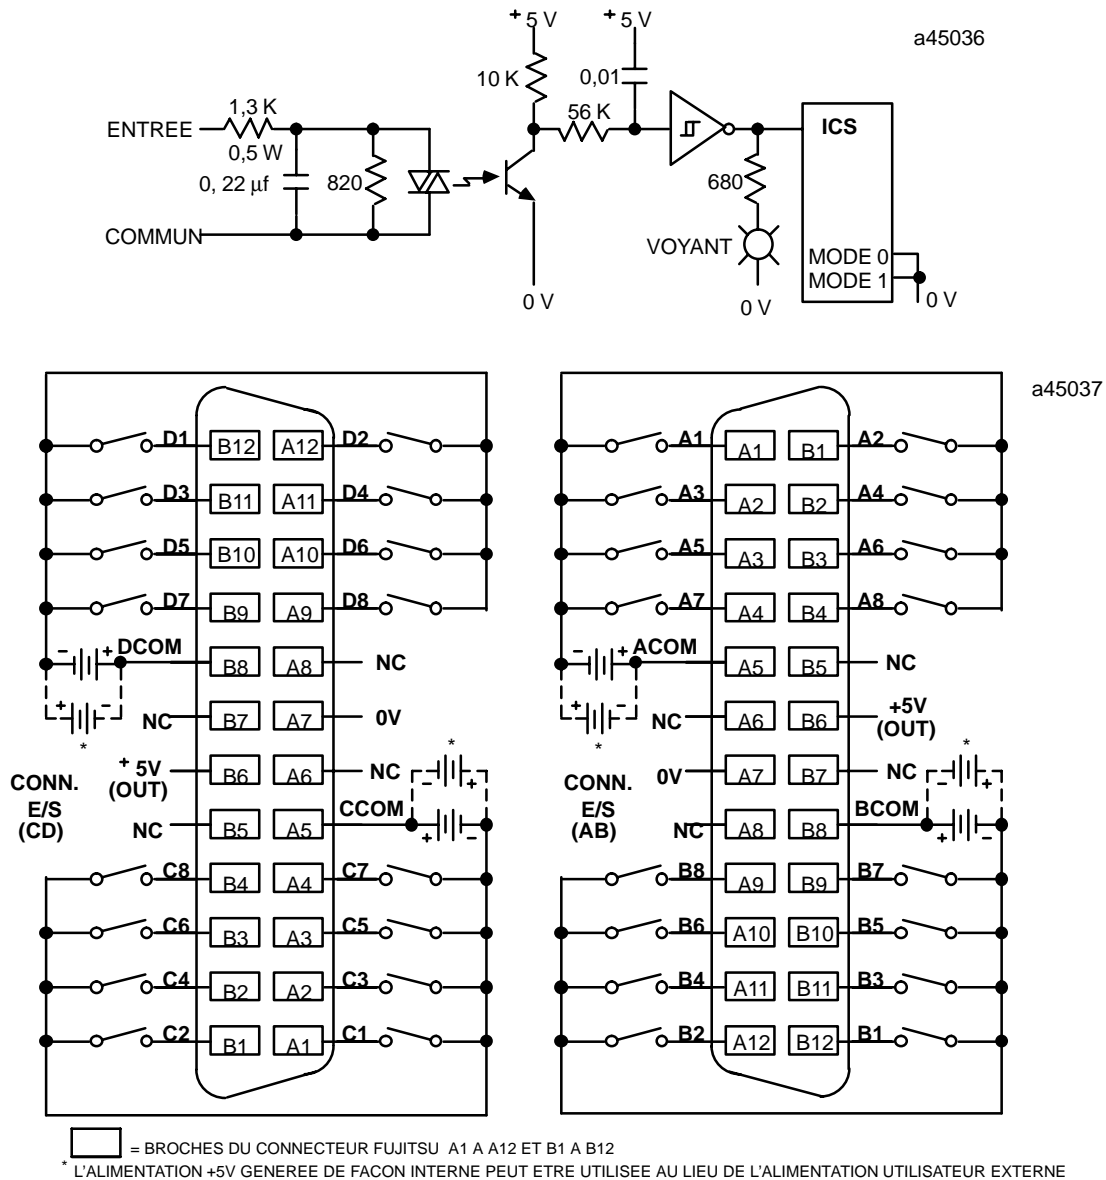 + 5 V
+ 5 V
a45036
10 K
0,01
1,3 K
56 K
ENTREE
ICS
0,5 W
0, 22 µf
820
680
COMMUN
VOYANT
MODE 0
MODE 1
0 V
0 V
0 V
a45037
D1 B12 A12 D2
D3 B11 A11 D4
D5 B10 A10 D6
D7 B9 A9 D8
- + DCOM B8 A8 NC
+ -
NC B7 A7 0V
*
+ 5V
(OUT)
B6 A6 NC
*
- +
CONN.
E/S
(CD)
NC B5 A5 CCOM
+ -
C8 B4 A4 C7
C6 B3 A3 C5
C4 B2 A2 C3
C2 B1 A1 C1
A1 A1 B1 A2
A3 A2 B2 A4
A5 A3 B3 A6
A7 A4 B4 A8
- + ACOM A5 B5 NC
+ -
NC A6 B6 +5V
(OUT)
*
0V A7 B7 NC
*
- +
CONN.
E/S
(AB)
NC A8 B8 BCOM
+ -
B8 A9 B9 B7
B6 A10 B10 B5
B4 A11 B11 B3
B2 A12 B12 B1
= BROCHES DU CONNECTEUR FUJITSU A1 A A12 ET B1 A B12
* L'ALIMENTATION +5V GENEREE DE FACON INTERNE PEUT ETRE UTILISEE AU LIEU DE L'ALIMENTATION UTILISATEUR EXTERNE